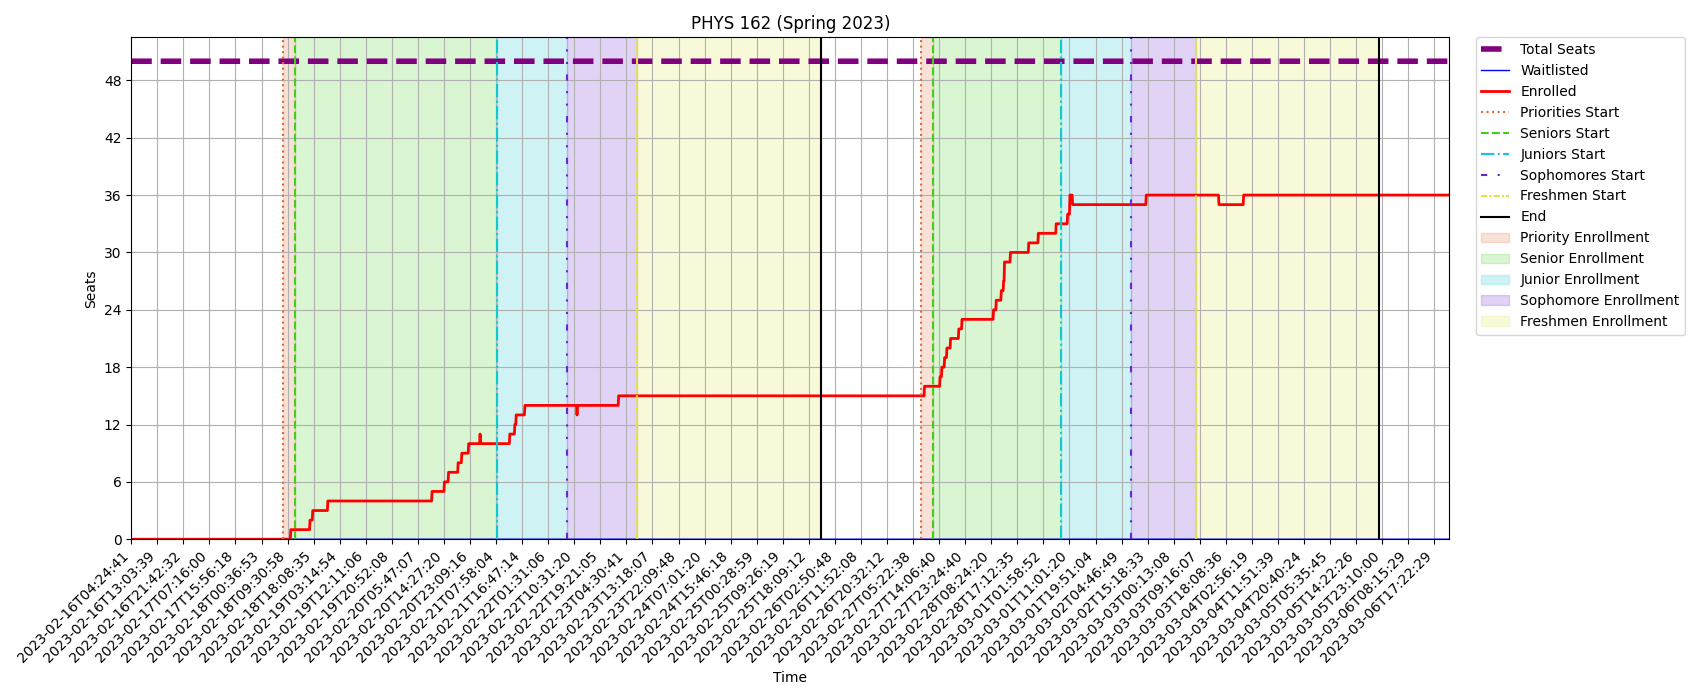 PHYS 162 (Spring 2023)
Seats
48
42
36
30
24
18
12
6
0
2023-02-16T04:24:41
2023-02-16T13:03:39
2023-02-16T21:42:32
2023-02-17T07:16:00
2023-02-17T15:56:18
2023-02-18T00:36:53
2023-02-18T09:30:58
2023-02-18T18:08:35
2023-02-19T03:14:54
2023-02-19T12:11:06
2023-02-19T20:52:08
2023-02-20T05:47:07
2023-02-20T14:27:20
2023-02-20T23:09:16
2023-02-21T07:58:04
2023-02-21T16:47:14
2023-02-22T01:31:06
2023-02-22T10:31:20
2023-02-22T19:21:05
2023-02-23T04:30:41
2023-02-23T13:18:07
2023-02-23T22:09:48
2023-02-24T07:01:20
2023-02-24T15:46:18
2023-02-25T00:28:59
2023-02-25T09:26:19
2023-02-25T18:09:12
2023-02-26T02:50:48
2023-02-26T11:52:08
2023-02-26T20:32:12
2023-02-27T05:22:38
2023-02-27T14:06:40
2023-02-27T23:24:40
2023-02-28T08:24:20
2023-02-28T17:12:35
2023-03-01T01:58:52
2023-03-01T11:01:20
2023-03-01T19:51:04
2023-03-02T04:46:49
2023-03-02T15:18:33
2023-03-03T00:13:08
2023-03-03T09:16:07
2023-03-03T18:08:36
2023-03-04T02:56:19
2023-03-04T11:51:39
2023-03-04T20:40:24
2023-03-05T05:35:45
2023-03-05T14:22:26
2023-03-05T23:10:00
2023-03-06T08:15:29
2023-03-06T17:22:29
Time
Total Seats
Waitlisted
Enrolled
Priorities Start
Seniors Start
Juniors Start
Sophomores Start
Freshmen Start
End
Priority Enrollment
Senior Enrollment
Junior Enrollment
Sophomore Enrollment
Freshmen Enrollment